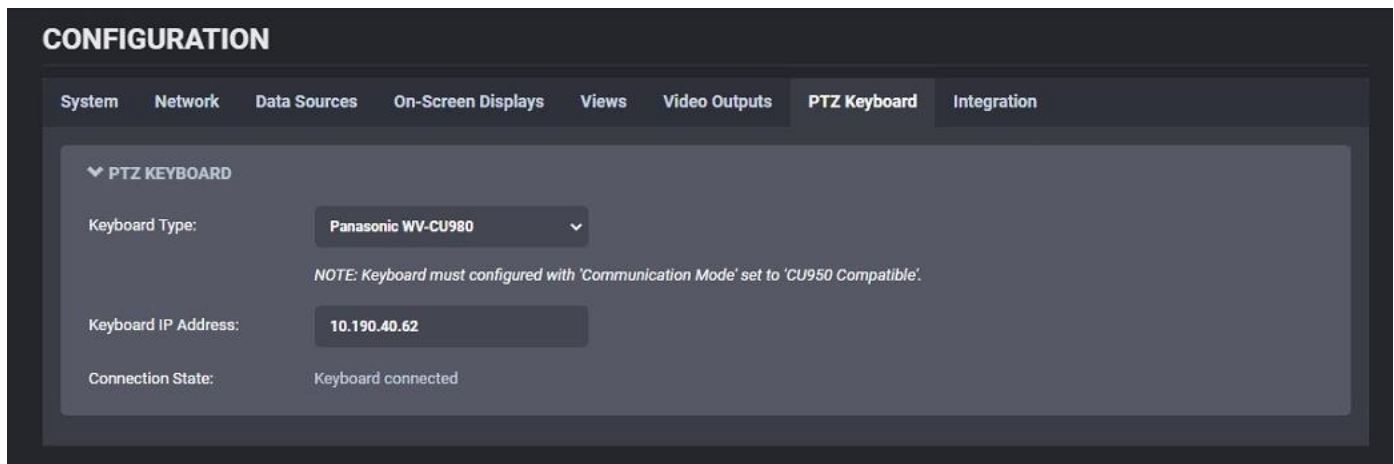 CONFIGURATION
System Network Data Sources On-Screen Displays Views Video Outputs PTZ Keyboard Integration
PTZ KEYBOARD
Keyboard Type: Panasonic WV-CU980
NOTE: Keyboard must configured with 'Communication Mode' set to 'CU950 Compatible'.
Keyboard IP Address: 10.190.40.62
Connection State: Keyboard connected